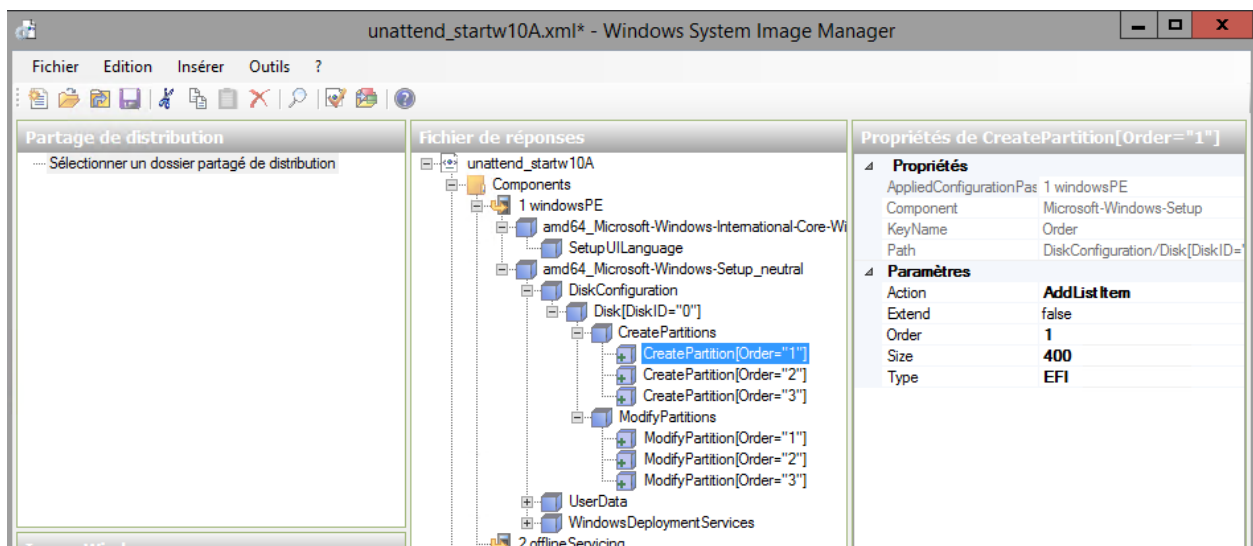 unattend_startw10A.xml* - Windows System Image Manager
Fichier Edition Insérer Outils ?
Partage de distribution
Sélectionner un dossier partagé de distribution
Fichier de réponses
unattend_startw10A
Components
1 windowsPE
amd64_Microsoft-Windows-International-Core-Wi
SetupUILanguage
amd64_Microsoft-Windows-Setup_neutral
DiskConfiguration
Disk[DiskID="0"]
CreatePartitions
CreatePartition[Order="1"]
CreatePartition[Order="2"]
CreatePartition[Order="3"]
ModifyPartitions
ModifyPartition[Order="1"]
ModifyPartition[Order="2"]
ModifyPartition[Order="3"]
UserData
WindowsDeploymentServices
2 offlineServicing
Propriétés de CreatePartition[Order="1"]
Propriétés
AppliedConfigurationPas 1 windowsPE
Component Microsoft-Windows-Setup
KeyName Order
Path DiskConfiguration/Disk[DiskID="
Paramètres
Action AddListItem
Extend false
Order 1
Size 400
Type EFI